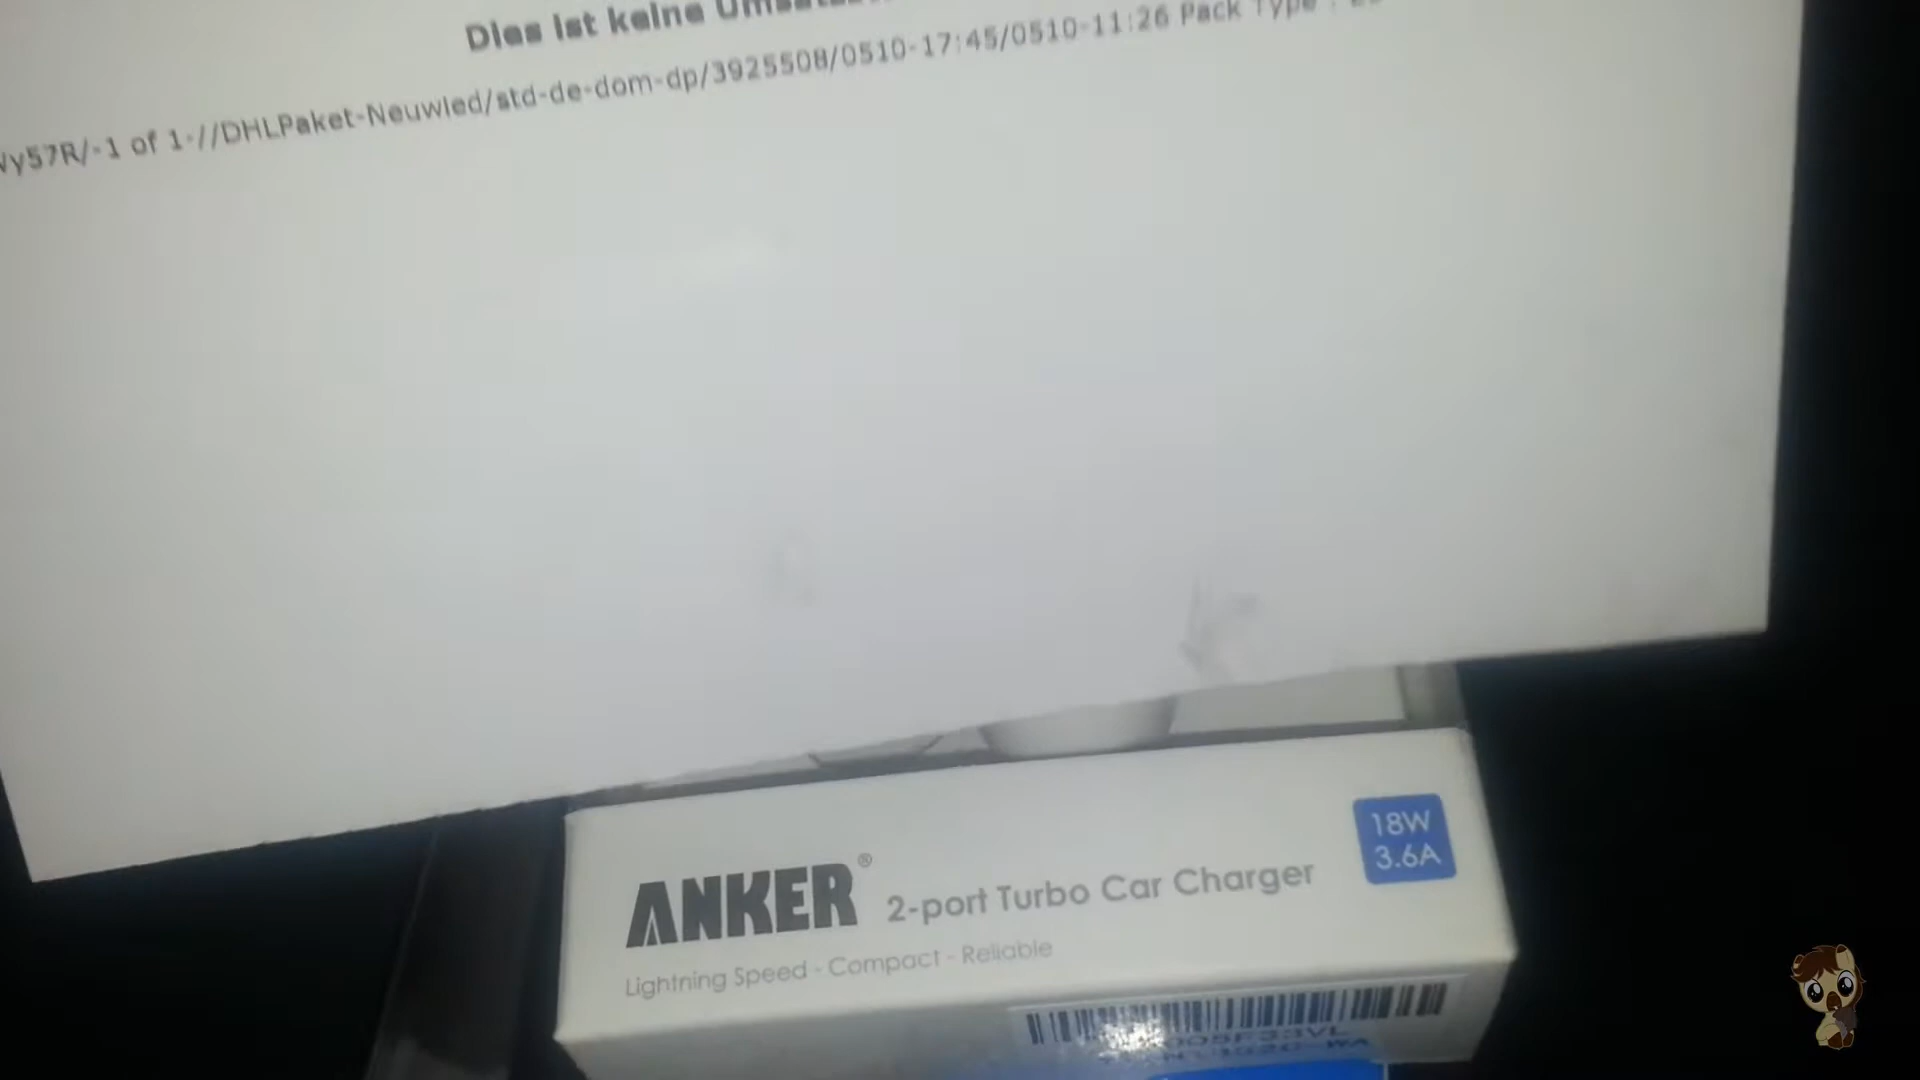 Dies ist keine
/-1 of 1-//DHLPaket-Neuwied/std-de-dom-dp/3925508/0510-17:45/0510-11:26 Pack Type :
ANKER® 2-port Turbo Car Charger
18W
3.6A
Lightning Speed - Compact - Reliable